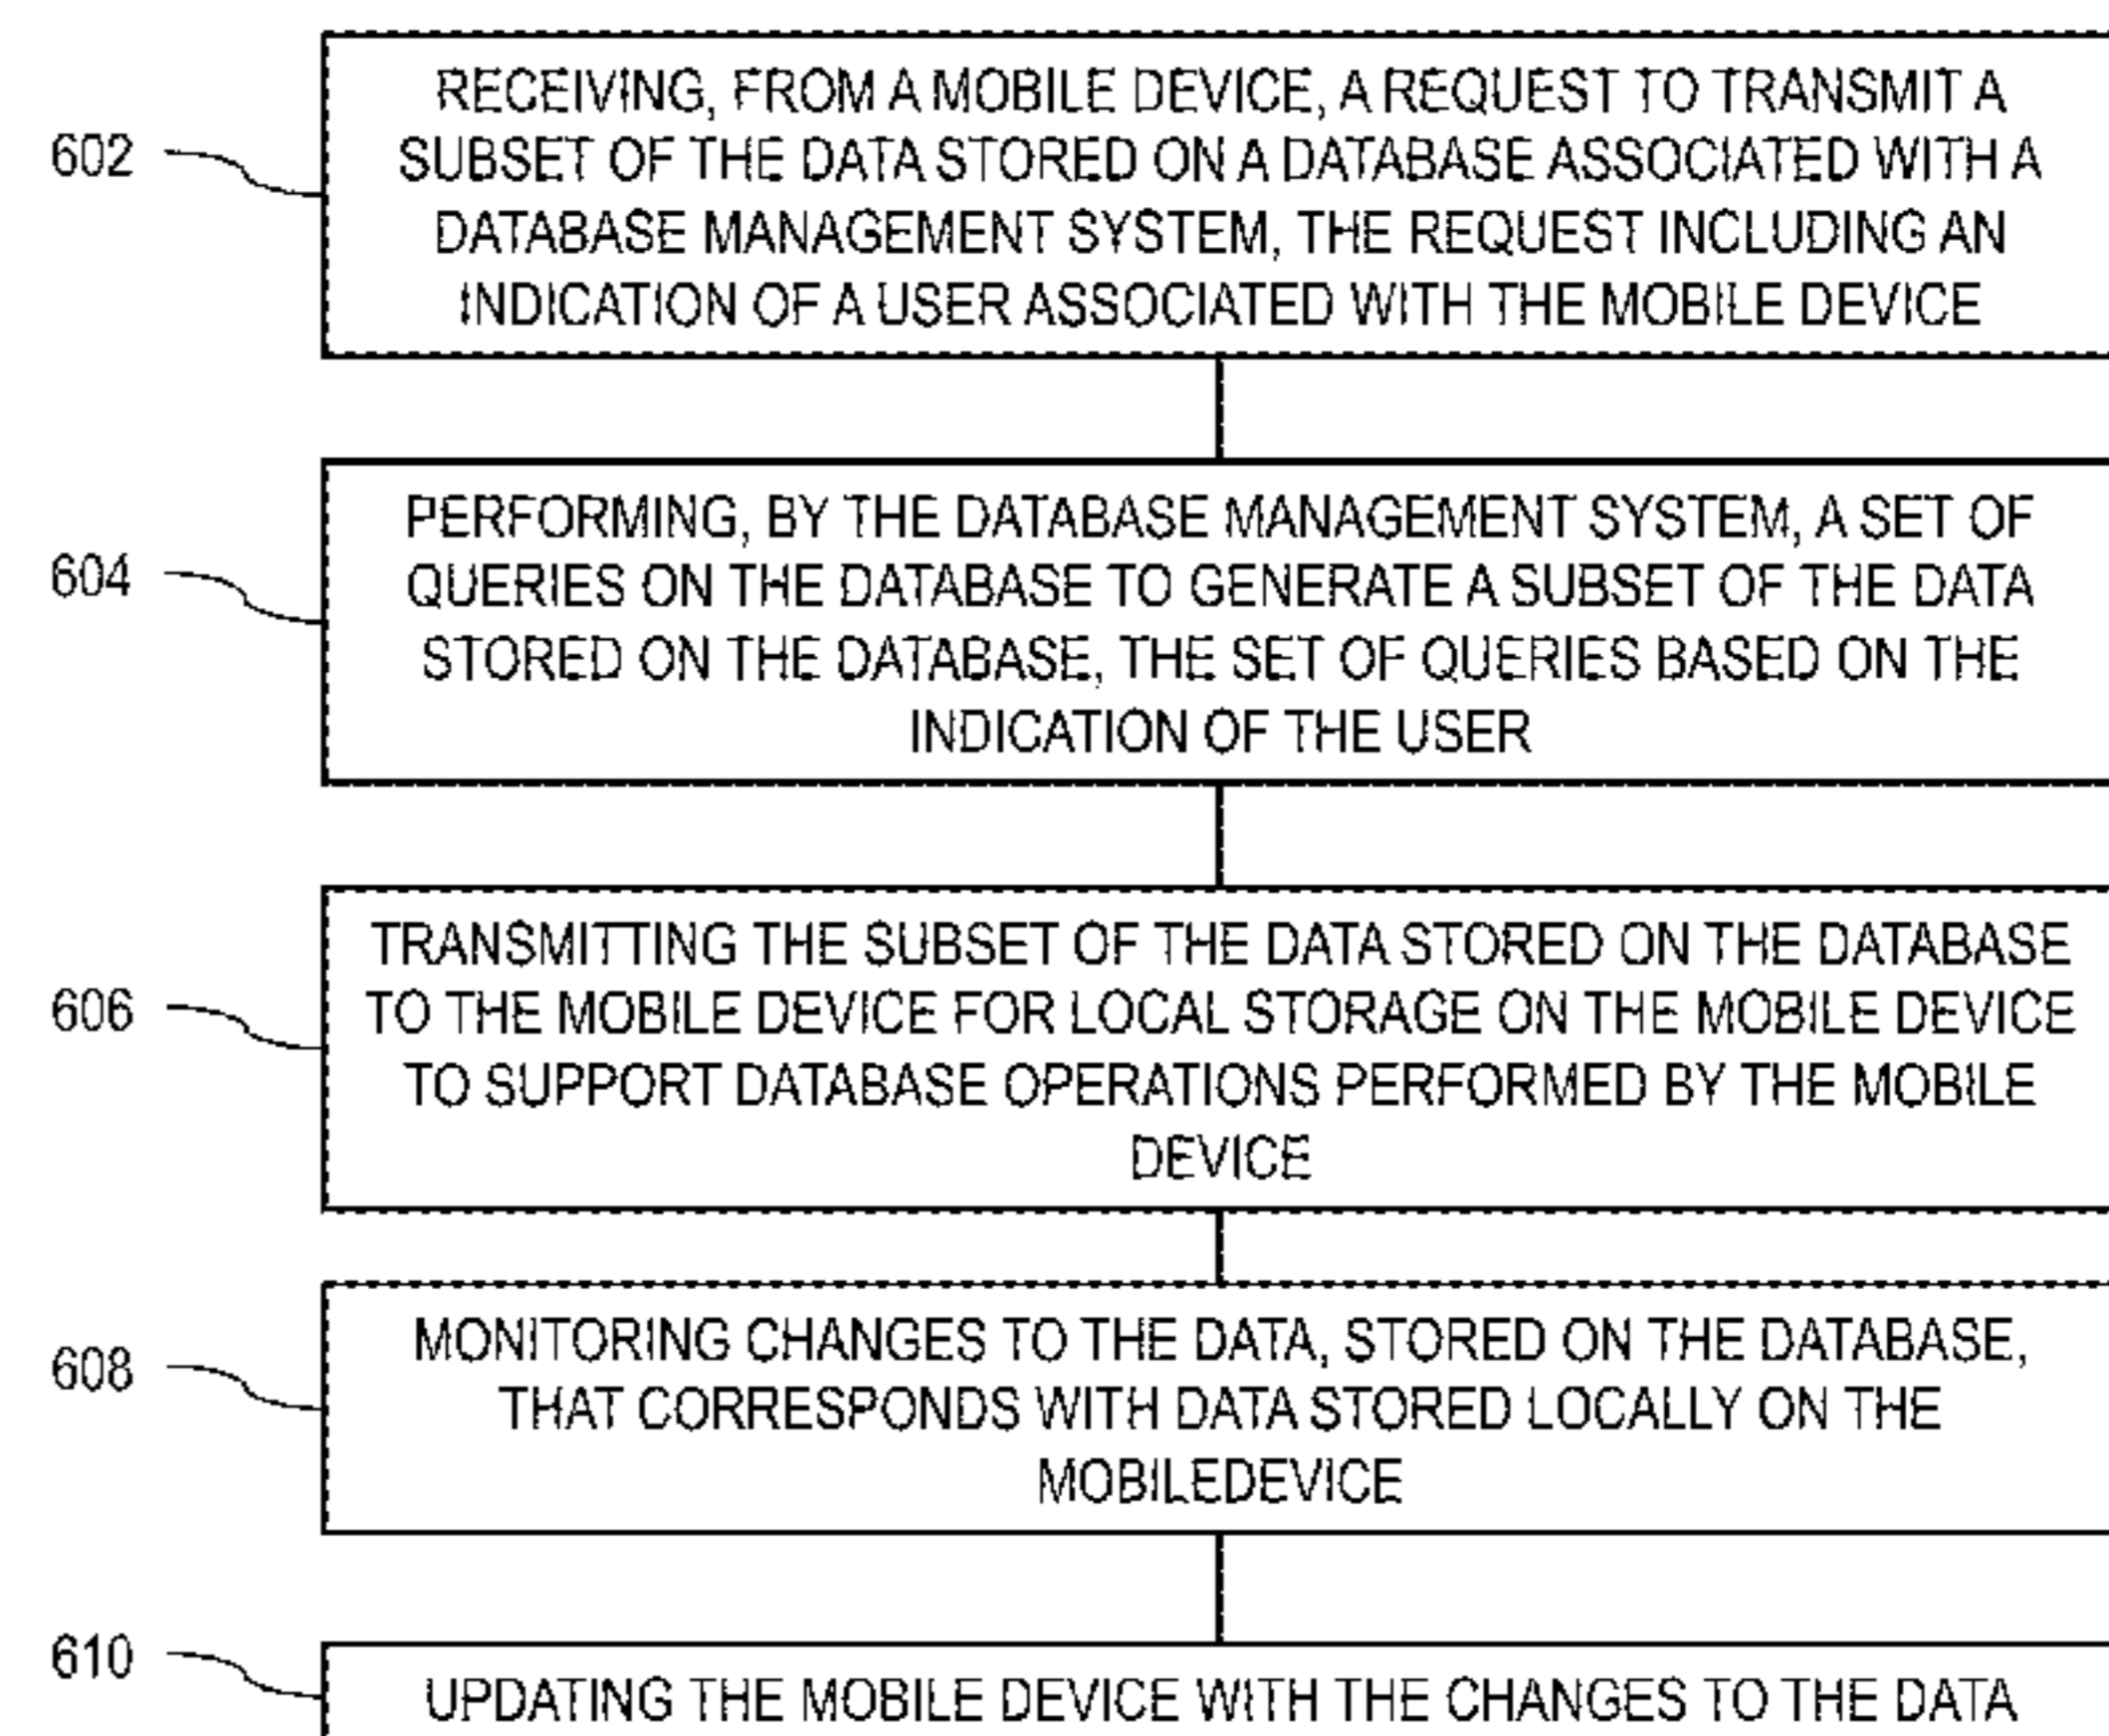 602
RECEIVING, FROM A MOBILE DEVICE, A REQUEST TO TRANSMIT A
SUBSET OF THE DATA STORED ON A DATABASE ASSOCIATED WITH A
DATABASE MANAGEMENT SYSTEM, THE REQUEST INCLUDING AN
INDICATION OF A USER ASSOCIATED WITH THE MOBILE DEVICE
604
PERFORMING, BY THE DATABASE MANAGEMENT SYSTEM, A SET OF
QUERIES ON THE DATABASE TO GENERATE A SUBSET OF THE DATA
STORED ON THE DATABASE, THE SET OF QUERIES BASED ON THE
INDICATION OF THE USER
606
TRANSMITTING THE SUBSET OF THE DATA STORED ON THE DATABASE
TO THE MOBILE DEVICE FOR LOCAL STORAGE ON THE MOBILE DEVICE
TO SUPPORT DATABASE OPERATIONS PERFORMED BY THE MOBILE
DEVICE
608
MONITORING CHANGES TO THE DATA, STORED ON THE DATABASE,
THAT CORRESPONDS WITH DATA STORED LOCALLY ON THE
MOBILEDEVICE
610
UPDATING THE MOBILE DEVICE WITH THE CHANGES TO THE DATA